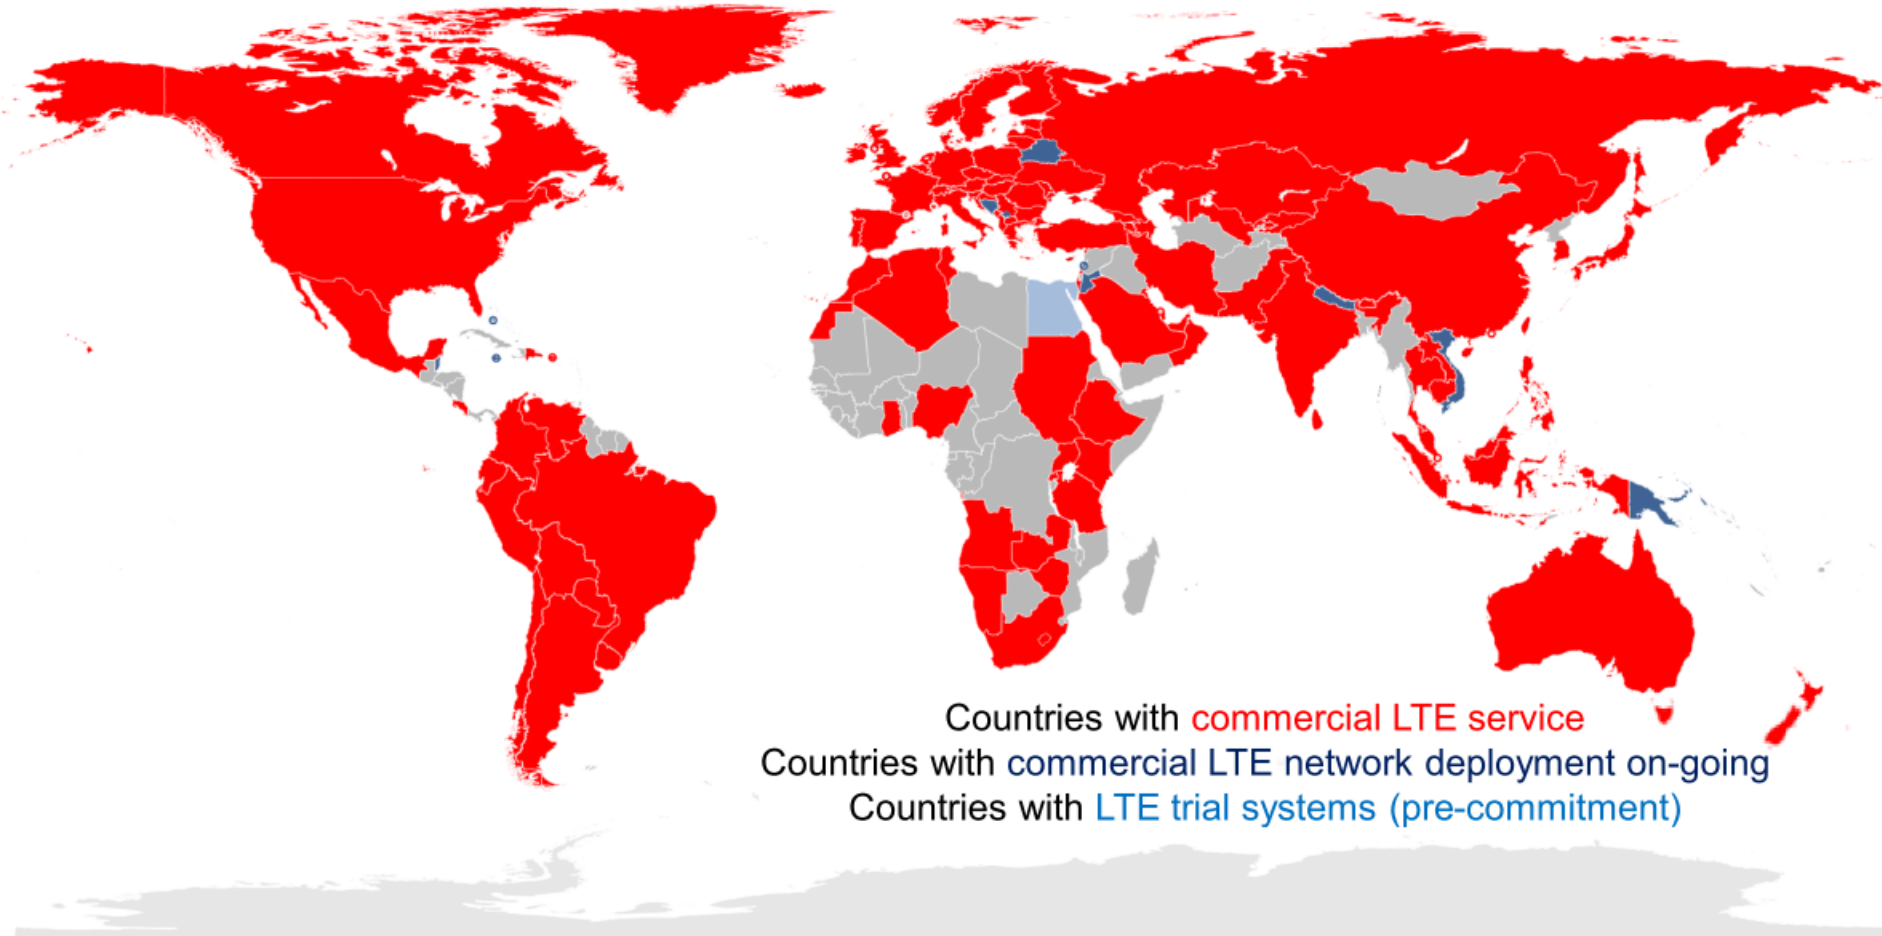 Countries with commercial LTE service
Countries with commercial LTE network deployment on-going
Countries with LTE trial systems (pre-commitment)